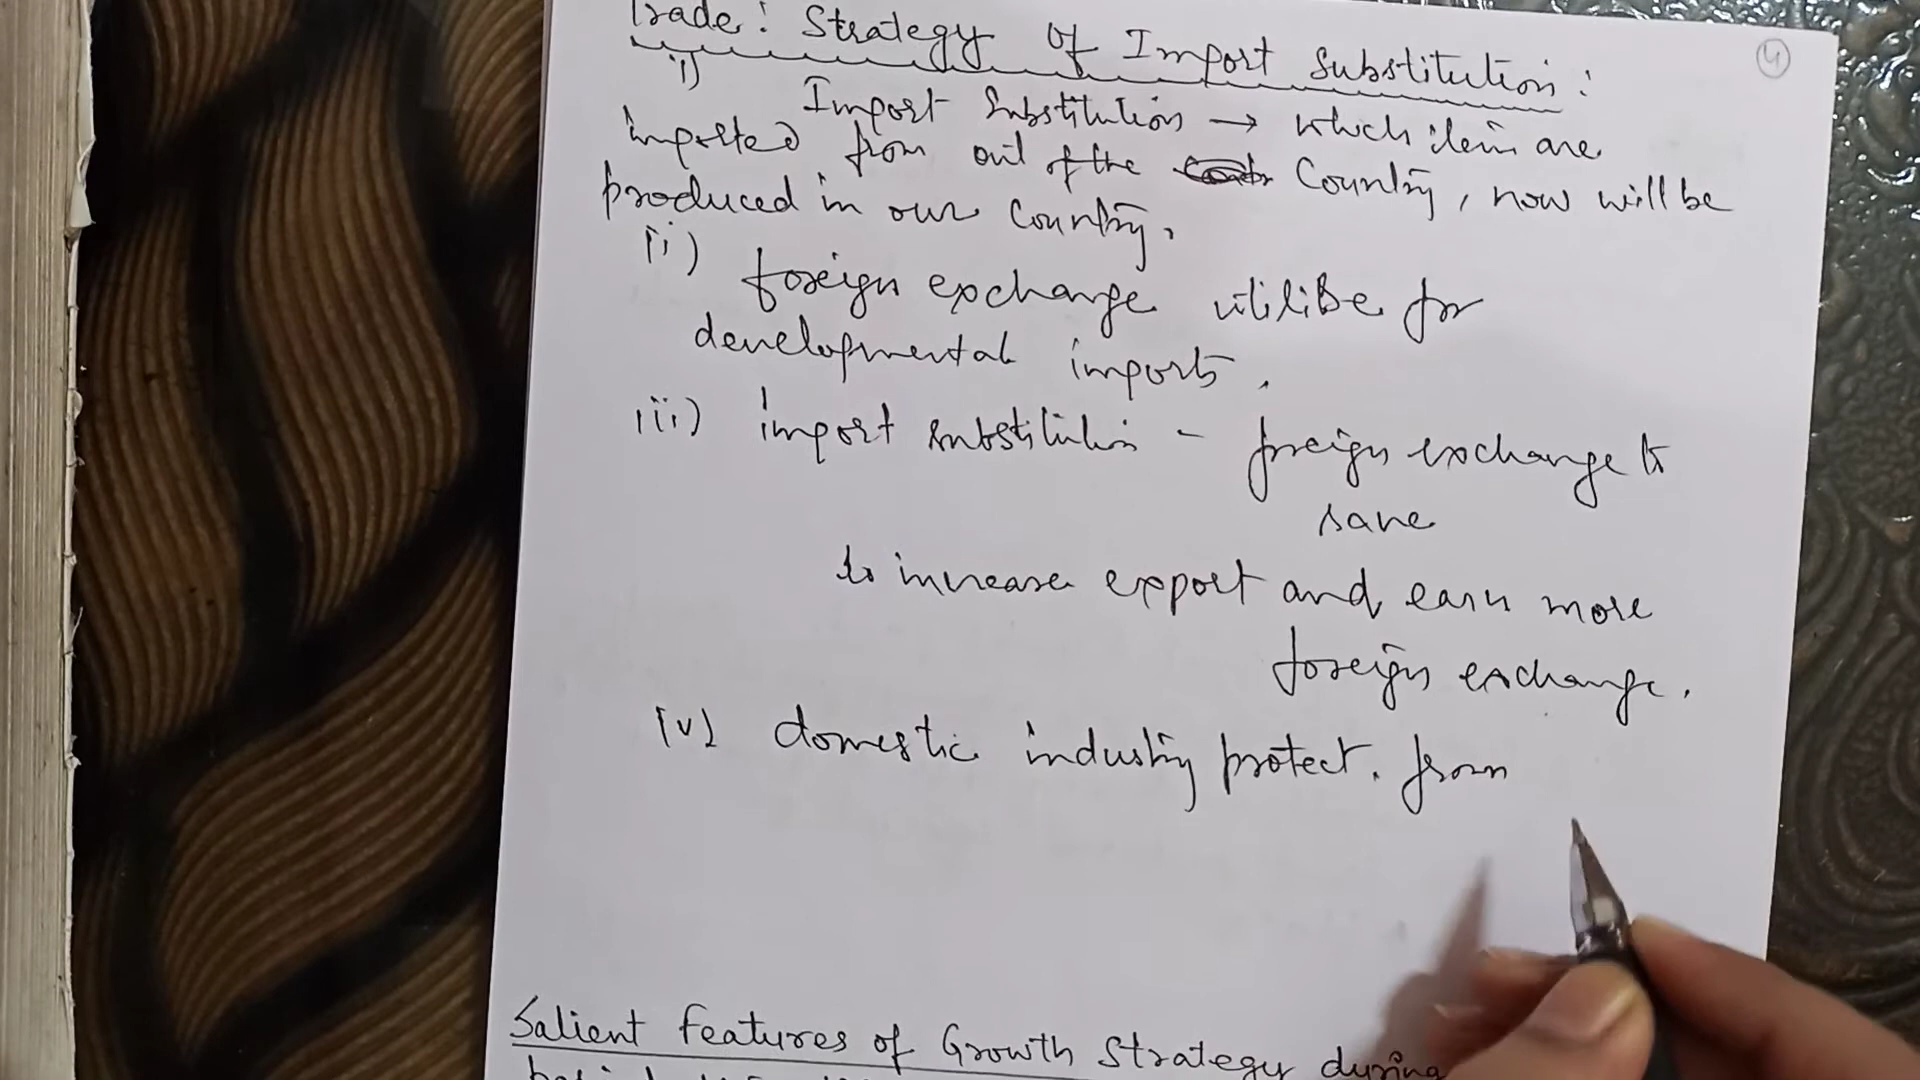 Trade: Strategy of Import Substitution:
4
i) Import Substitution → which item are
imported from out of the Country, now will be
produced in our Country.
ii) foreign exchange utilise for
developmental imports.
iii) import substitution - foreign exchange to
save
to increase export and earn more
foreign exchange.
iv) domestic industry protect. from
Salient features of Growth Strategy during